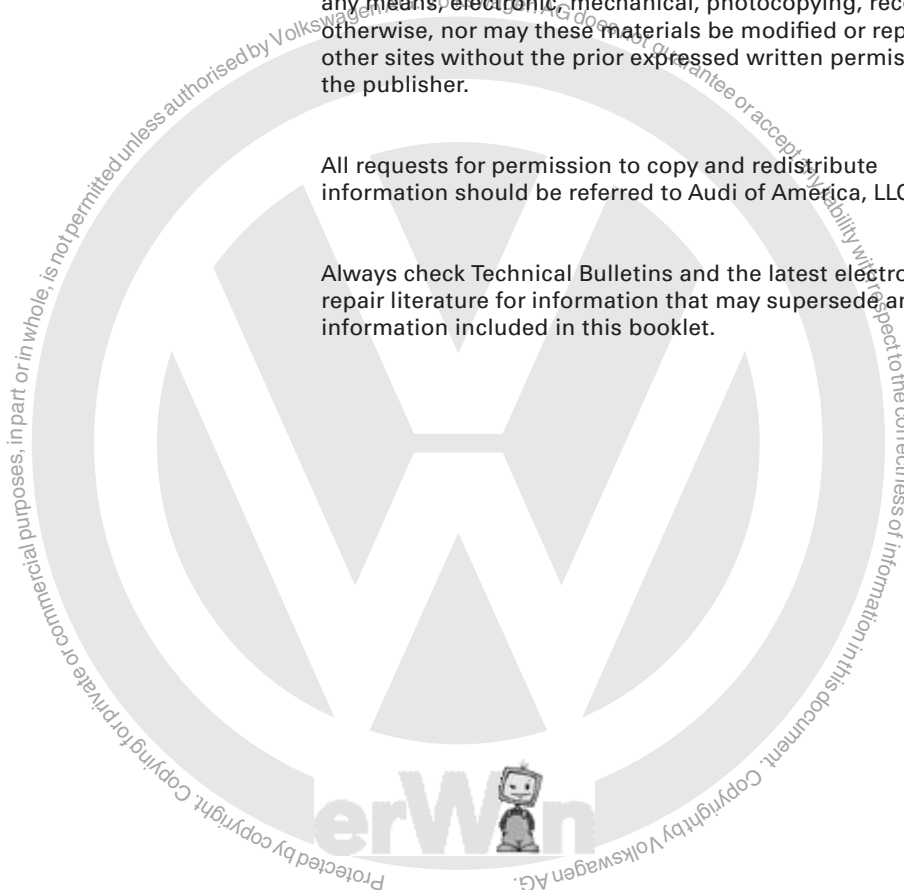 any means, electronic, mechanical, photocopying, reco
otherwise, nor may these materials be modified or rep
other sites without the prior expressed written permis
the publisher.
All requests for permission to copy and redistribute
information should be referred to Audi of America, LLC
Always check Technical Bulletins and the latest electro
repair literature for information that may supersede an
information included in this booklet.
Protected by copyright. Copying for private or commercial purposes, in part or in whole, is not permitted unless authorised by Volkswagen AG. Volkswagen AG does not guarantee or accept any liability with respect to the correctness of information in this document. Copyright by Volkswagen AG.
erWin